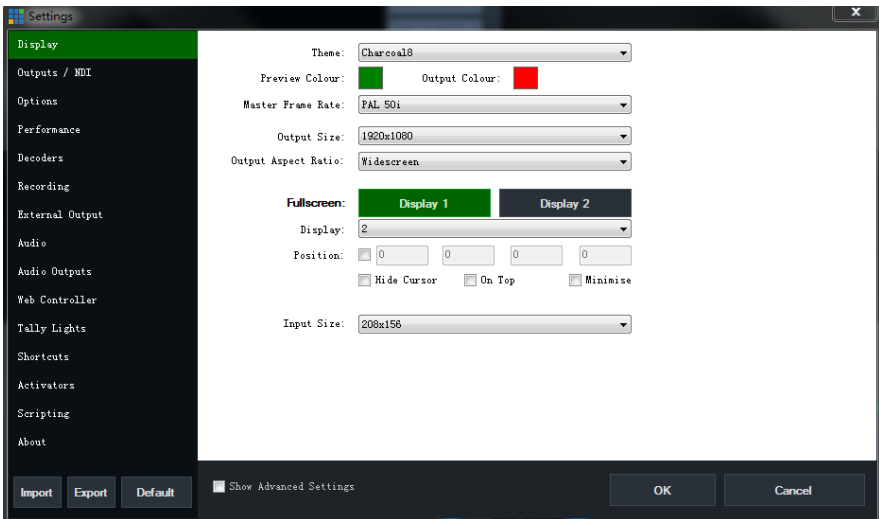 Settings
x
Display
Outputs / NDI
Options
Performance
Decoders
Recording
External Output
Audio
Audio Outputs
Web Controller
Tally Lights
Shortcuts
Activators
Scripting
About
Import Export Default
Theme: Charcoal8
Preview Colour: Output Colour:
Master Frame Rate: PAL 50i
Output Size: 1920x1080
Output Aspect Ratio: Widescreen
Fullscreen: Display 1 Display 2
Display: 2
Position: 0 0 0 0
Hide Cursor On Top Minimise
Input Size: 208x156
Show Advanced Settings OK Cancel